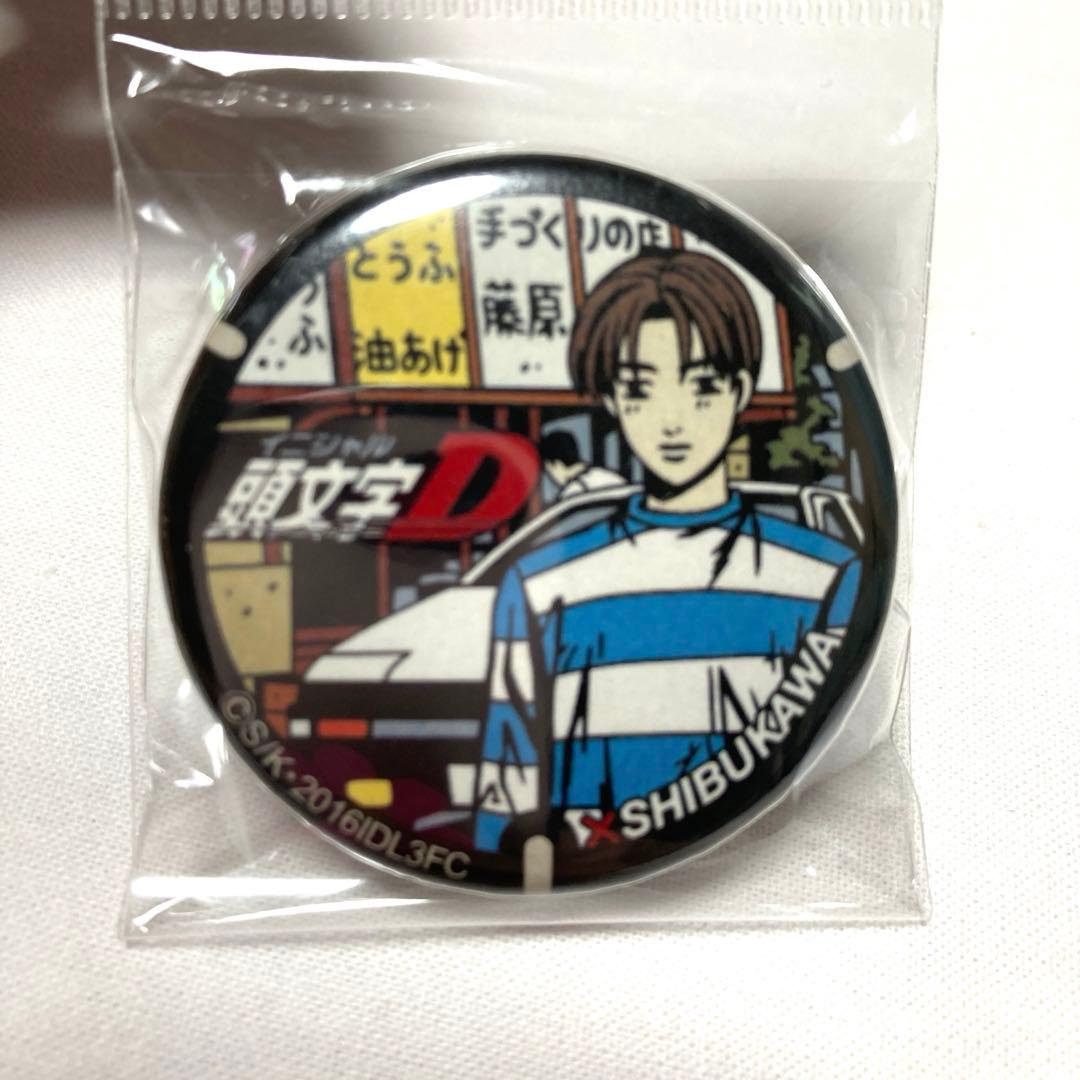 手づくりの店
とうふ
うふ
藤原
油あげ
イニシャル
頭文字D
SHIBUKAWA
©S/K・2016IDL3FC